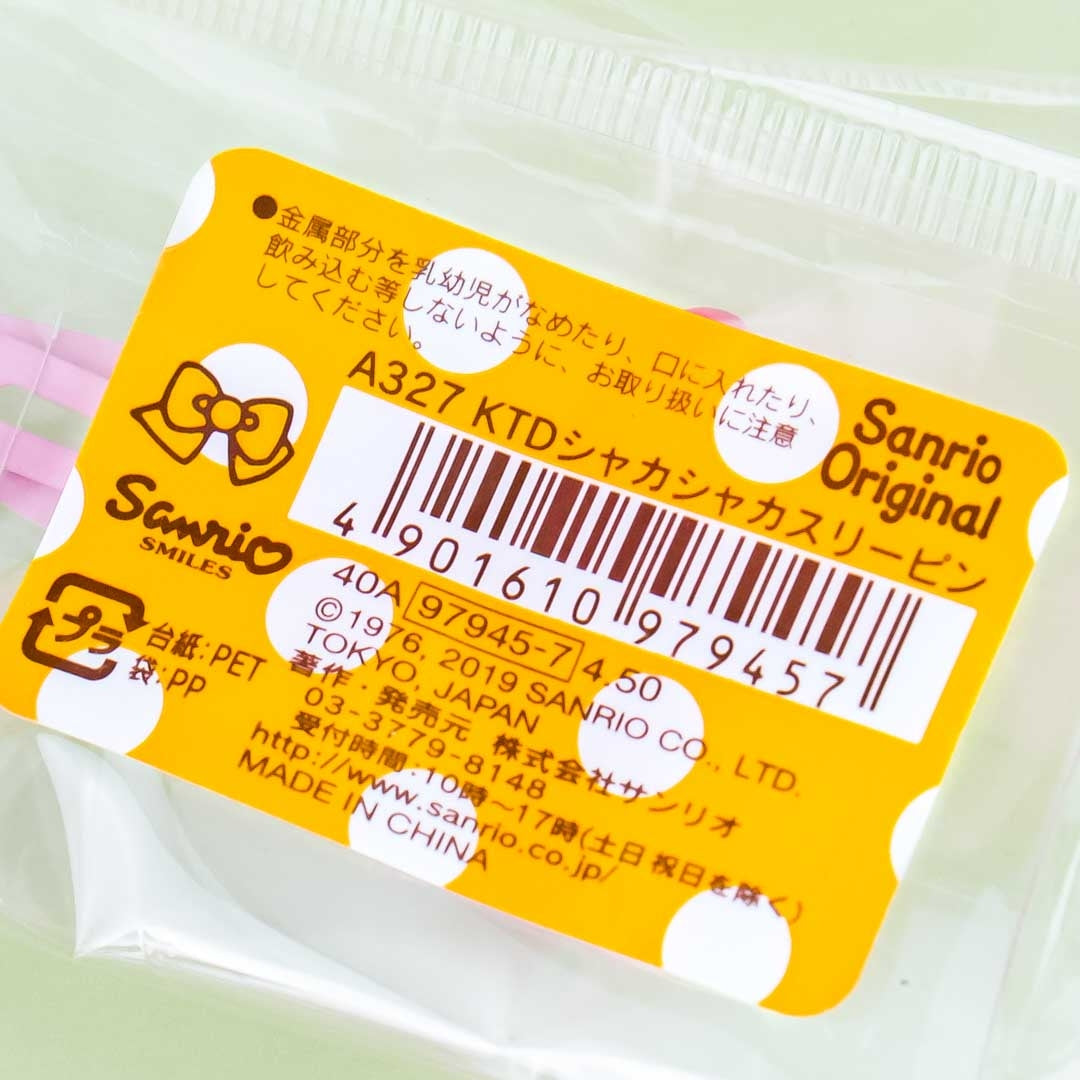 ●金属部分を乳幼児がなめたり、口に入れたり、
飲み込む等しないように、お取り扱いに注意
してください。
A327 KTDシャカシャカスリーピン
Sanrio
Original
4 901610 979457
Sanrio
SMILES
40A 97945-7 4.50
©1976, 2019 SANRIO CO., LTD.
TOKYO, JAPAN
著作・発売元 株式会社サンリオ
03-3779-8148
受付時間:10時~17時(土日祝日を除く)
http://www.sanrio.co.jp/
MADE IN CHINA
プラ
台紙:PET
袋:PP